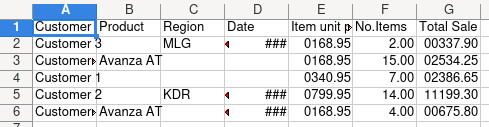 A B C D E F G
1 Customer Product Region Date Item unit p No.Items Total Sale
2 Customer 3 MLG ### 0168.95 2.00 00337.90
3 Customer Avanza AT 0168.95 15.00 02534.25
4 Customer 1 0340.95 7.00 02386.65
5 Customer 2 KDR ### 0799.95 14.00 11199.30
6 Customer Avanza AT ### 0168.95 4.00 00675.80